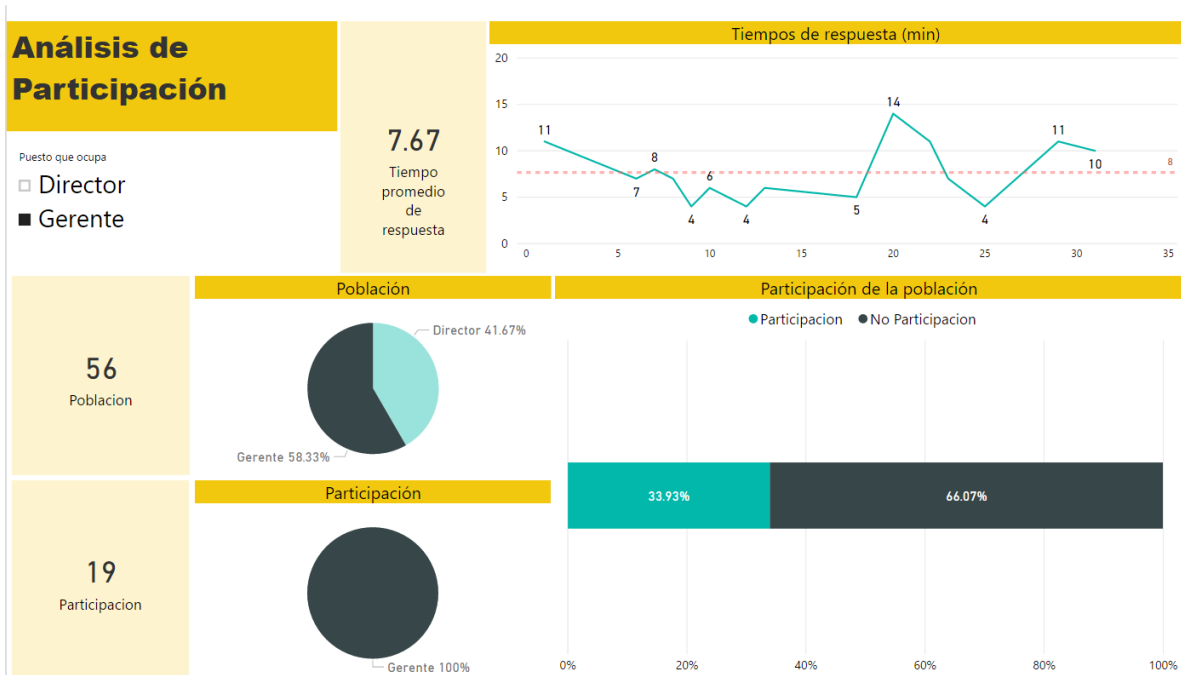 Análisis de
Participación
Puesto que ocupa
Director
Gerente
7.67
Tiempo
promedio
de
respuesta
Tiempos de respuesta (min)
20
15
10
5
0
11
7
8
4
6
4
5
14
4
11
10
8
0 5 10 15 20 25 30 35
56
Poblacion
Población
Director 41.67%
Gerente 58.33%
19
Participacion
Participación
Gerente 100%
Participación de la población
Participacion No Participacion
33.93% 66.07%
0% 20% 40% 60% 80% 100%